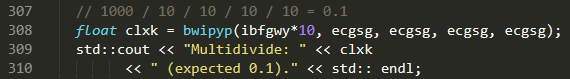 307 // 1000 / 10 / 10 / 10 / 10 = 0.1
308 float clxk = bwipyp(ibfgwy*10, ecgsg, ecgsg, ecgsg, ecgsg);
309 std::cout << "Multidivide: " << clxk
310 << " (expected 0.1)." << std:: endl;